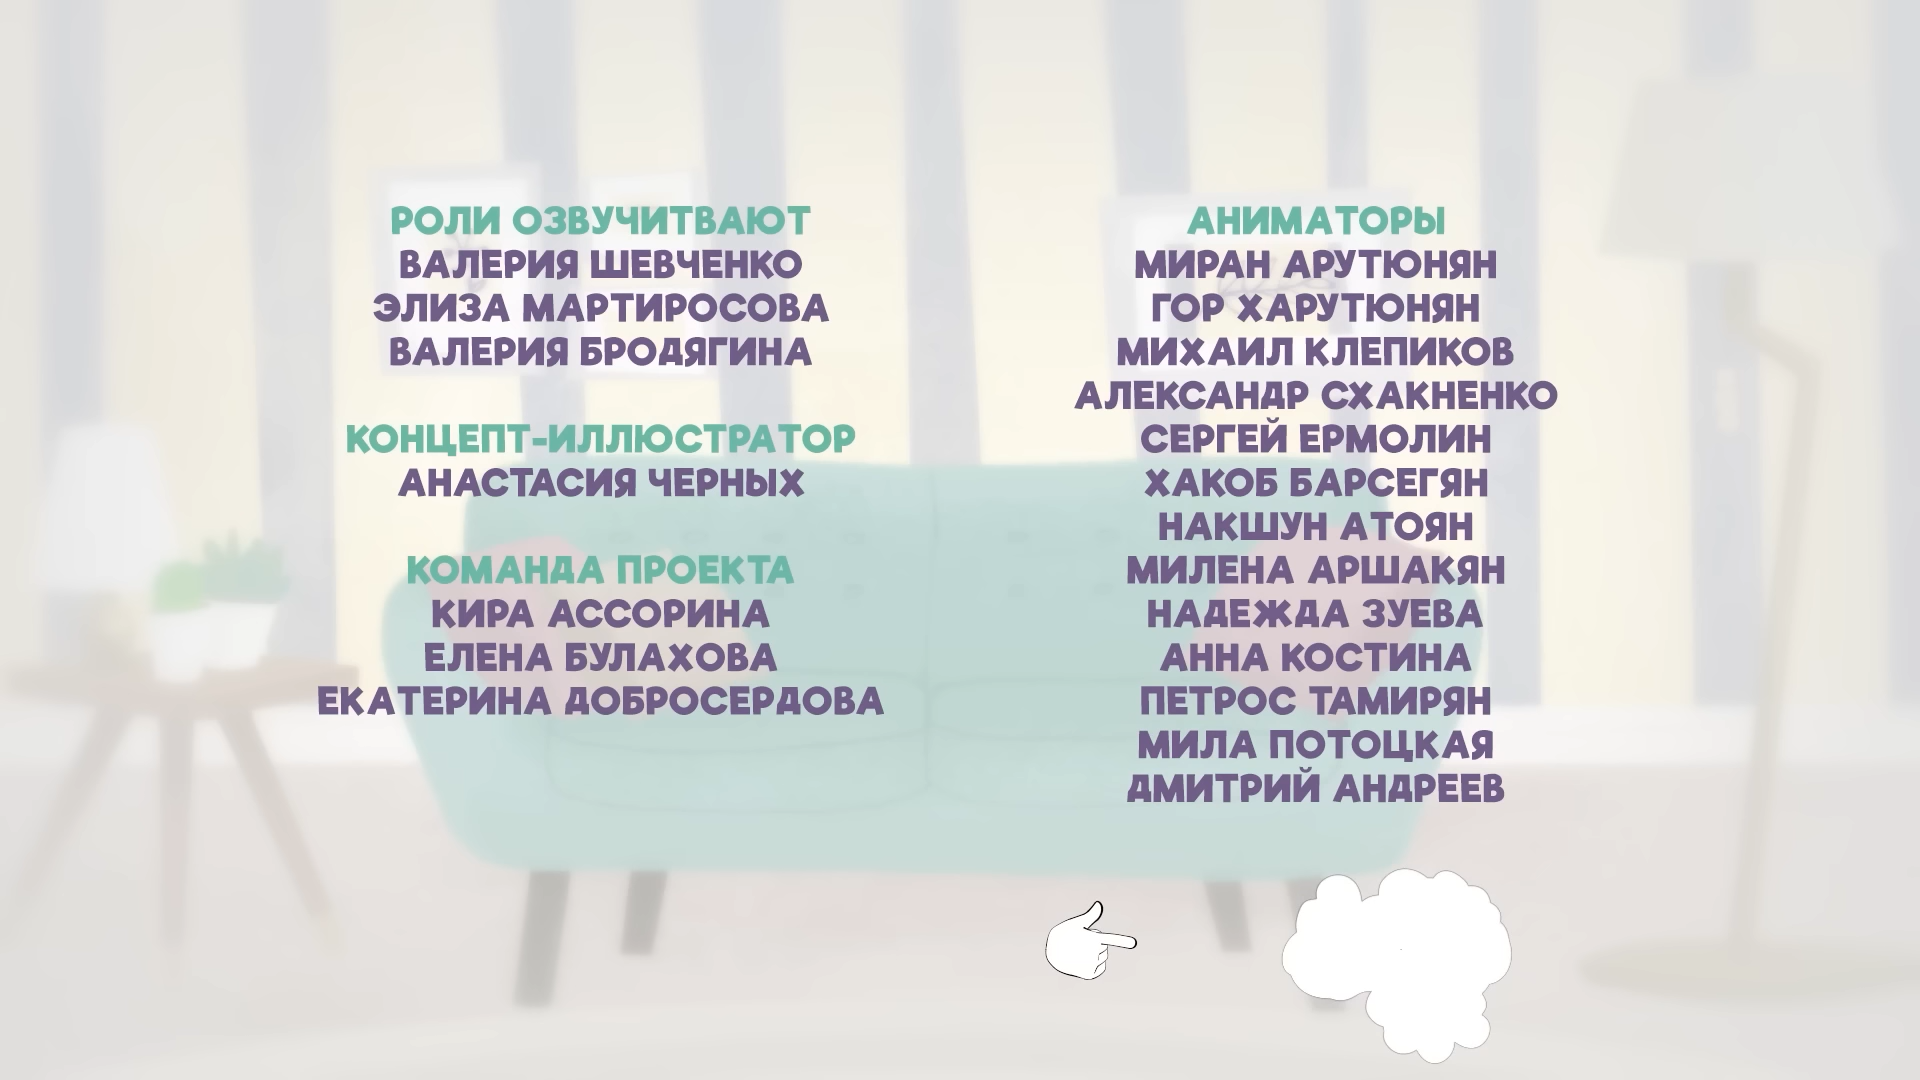 РОЛИ ОЗВУЧИТВАЮТ
ВАЛЕРИЯ ШЕВЧЕНКО
ЭЛИЗА МАРТИРОСОВА
ВАЛЕРИЯ БРОДЯГИНА
КОНЦЕПТ-ИЛЛЮСТРАТОР
АНАСТАСИЯ ЧЕРНЫХ
КОМАНДА ПРОЕКТА
КИРА АССОРИНА
ЕЛЕНА БУЛАХОВА
ЕКАТЕРИНА ДОБРОСЕРДОВА
АНИМАТОРЫ
МИРАН АРУТЮНЯН
ГОР ХАРУТЮНЯН
МИХАИЛ КЛЕПИКОВ
АЛЕКСАНДР СХАКНЕНКО
СЕРГЕЙ ЕРМОЛИН
ХАКОБ БАРСЕГЯН
НАКШУН АТОЯН
МИЛЕНА АРШАКЯН
НАДЕЖДА ЗУЕВА
АННА КОСТИНА
ПЕТРОС ТАМИРЯН
МИЛА ПОТОЦКАЯ
ДМИТРИЙ АНДРЕЕВ